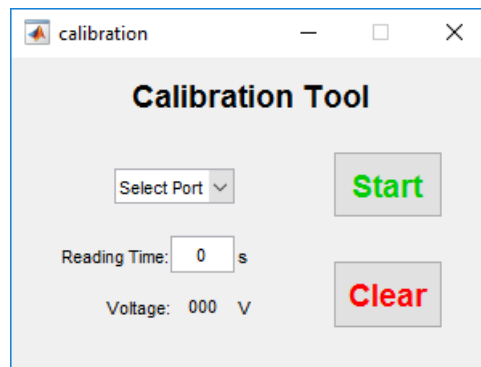 calibration
Calibration Tool
Select Port
Start
Reading Time: 0 s
Voltage: 000 V
Clear